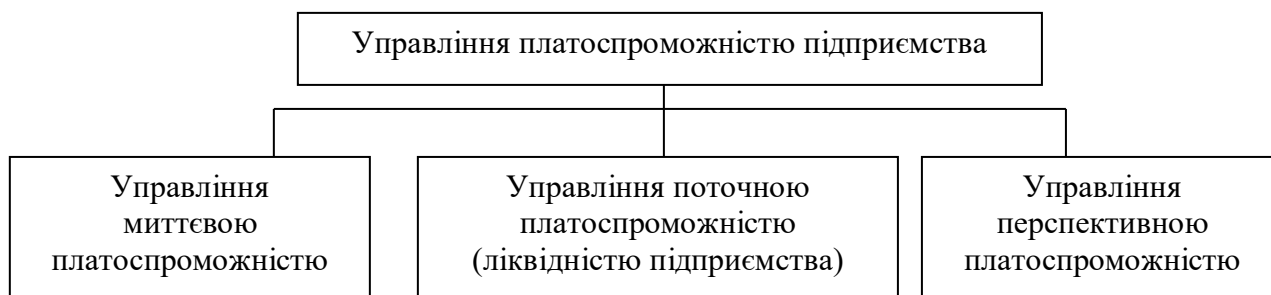 Управління платоспроможністю підприємства
Управління
миттєвою
платоспроможністю
Управління поточною
платоспроможністю
(ліквідністю підприємства)
Управління
перспективною
платоспроможністю